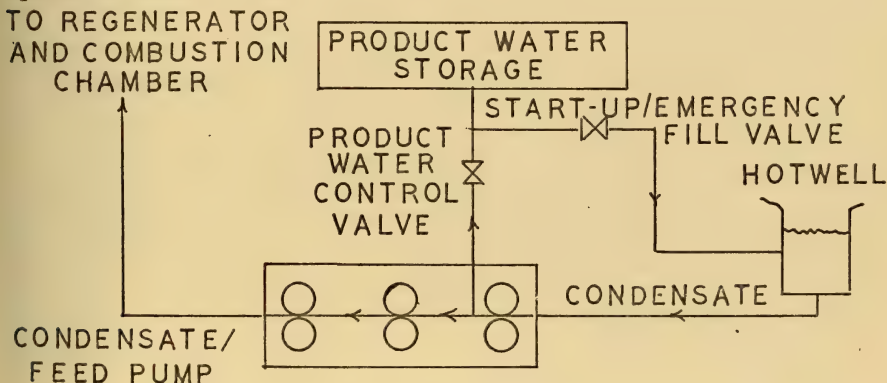 TO REGENERATOR
AND COMBUSTION
CHAMBER
PRODUCT WATER
STORAGE
START-UP/EMERGENCY
FILL VALVE
PRODUCT
WATER
CONTROL
VALVE
HOTWELL
CONDENSATE
CONDENSATE/
FEED PUMP